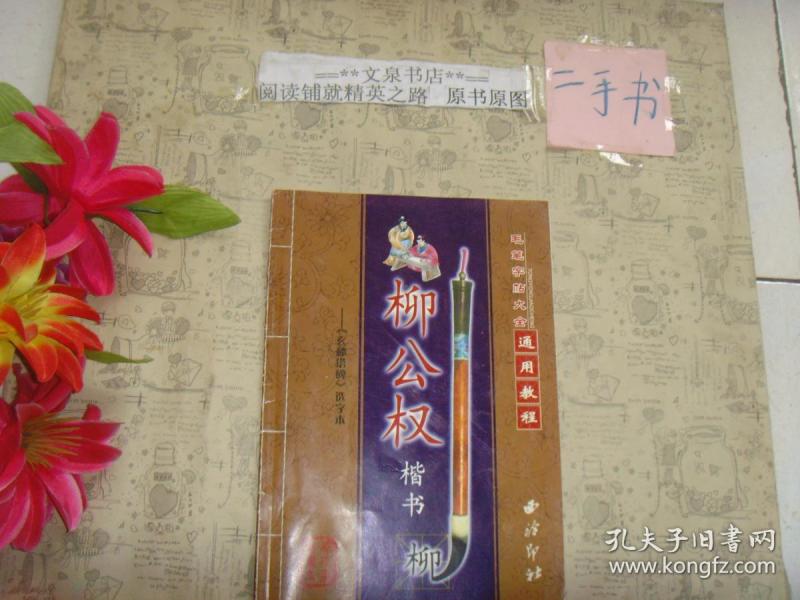 ==**文泉书店**==
阅读铺就精英之路 原书原图
二手书
毛笔字帖大全
通用教程
柳公权
楷书
——《玄秘塔碑》选字本
柳
西泠印社
孔夫子旧书网
www.kongfz.com